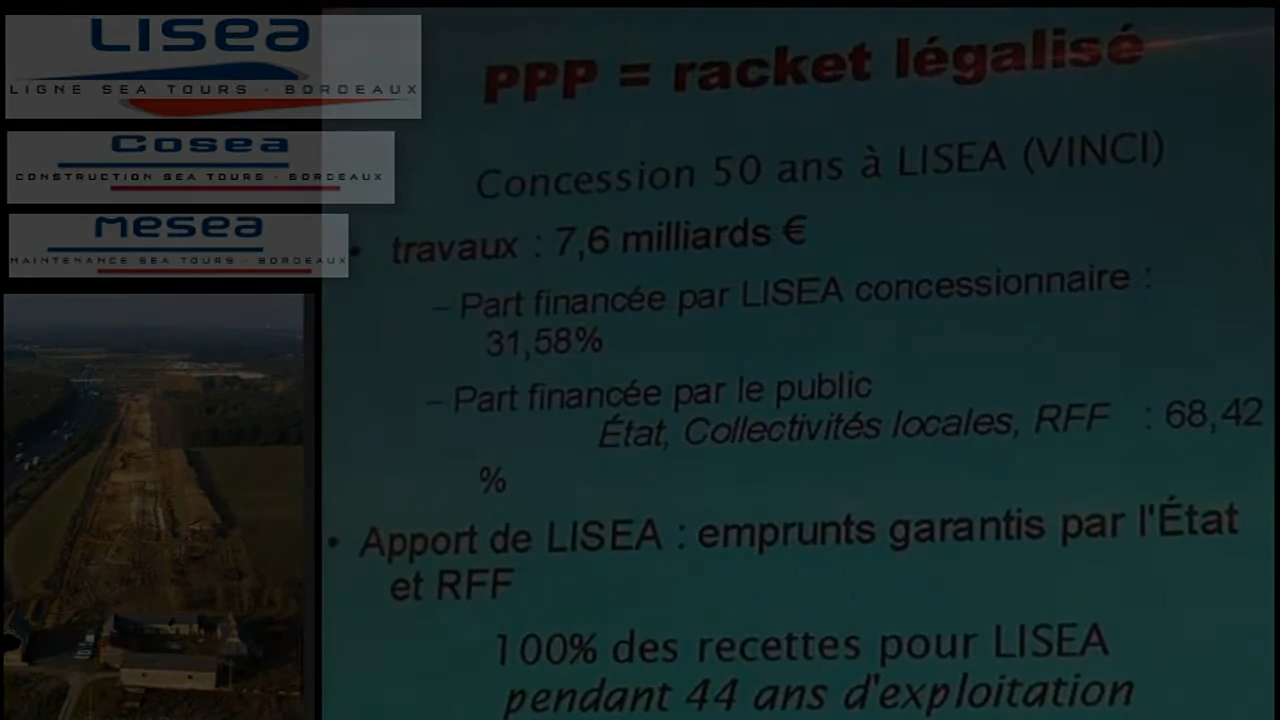 Lisea
LIGNE SEA TOURS - BORDEAUX
Cosea
CONSTRUCTION SEA TOURS - BORDEAUX
mesea
MAINTENANCE SEA TOURS - BORDEAUX
PPP = racket légalisé
Concession 50 ans à LISEA (VINCI)
• travaux : 7,6 milliards €
– Part financée par LISEA concessionnaire :
31,58%
– Part financée par le public
État, Collectivités locales, RFF : 68,42
%
• Apport de LISEA : emprunts garantis par l'État
et RFF
100% des recettes pour LISEA
pendant 44 ans d'exploitation